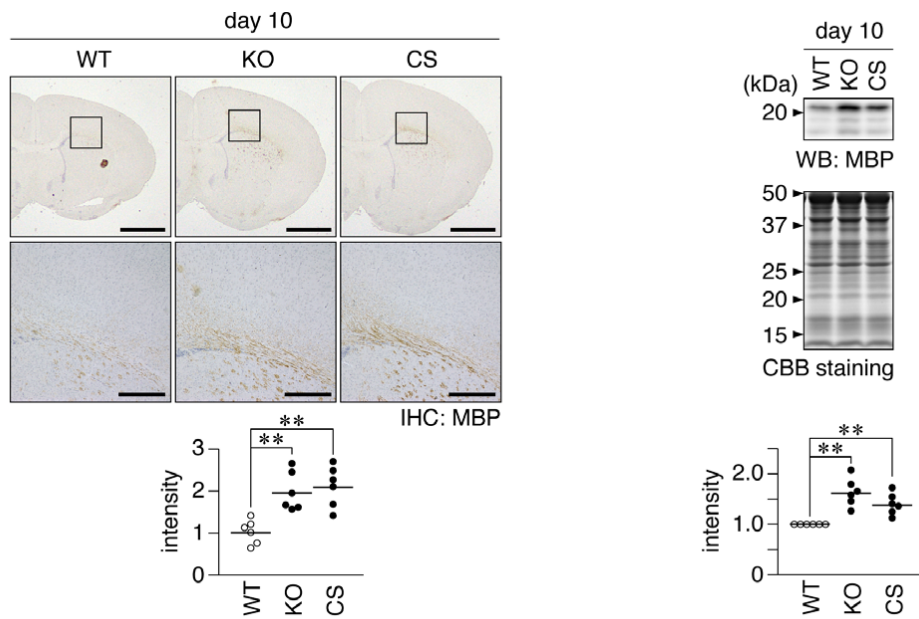 day 10
WT KO CS
IHC: MBP
**
**
3
2
1
0
intensity
WT KO CS
day 10
WT KO CS
(kDa)
20
WB: MBP
50
37
25
20
15
CBB staining
**
**
2.0
1.0
0
intensity
WT KO CS